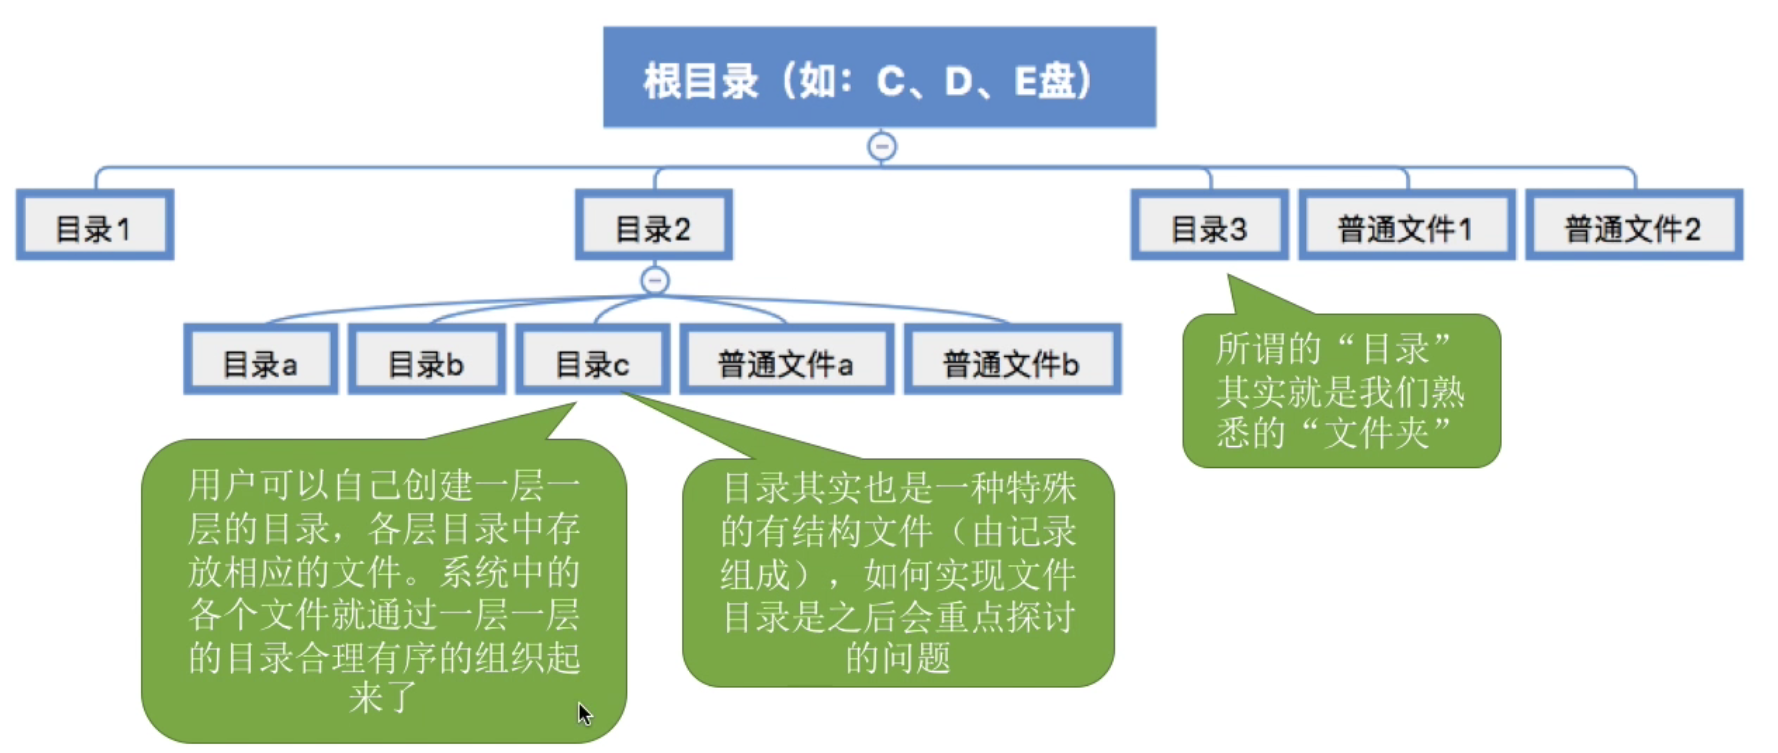 根目录（如：C、D、E盘）
目录1
目录2
目录3
普通文件1
普通文件2
目录a
目录b
目录c
普通文件a
普通文件b
所谓的“目录”
其实就是我们熟
悉的“文件夹”
用户可以自己创建一层一
层的目录，各层目录中存
放相应的文件。系统中的
各个文件就通过一层一层
的目录合理有序的组织起
来了
目录其实也是一种特殊
的有结构文件（由记录
组成），如何实现文件
目录是之后会重点探讨
的问题